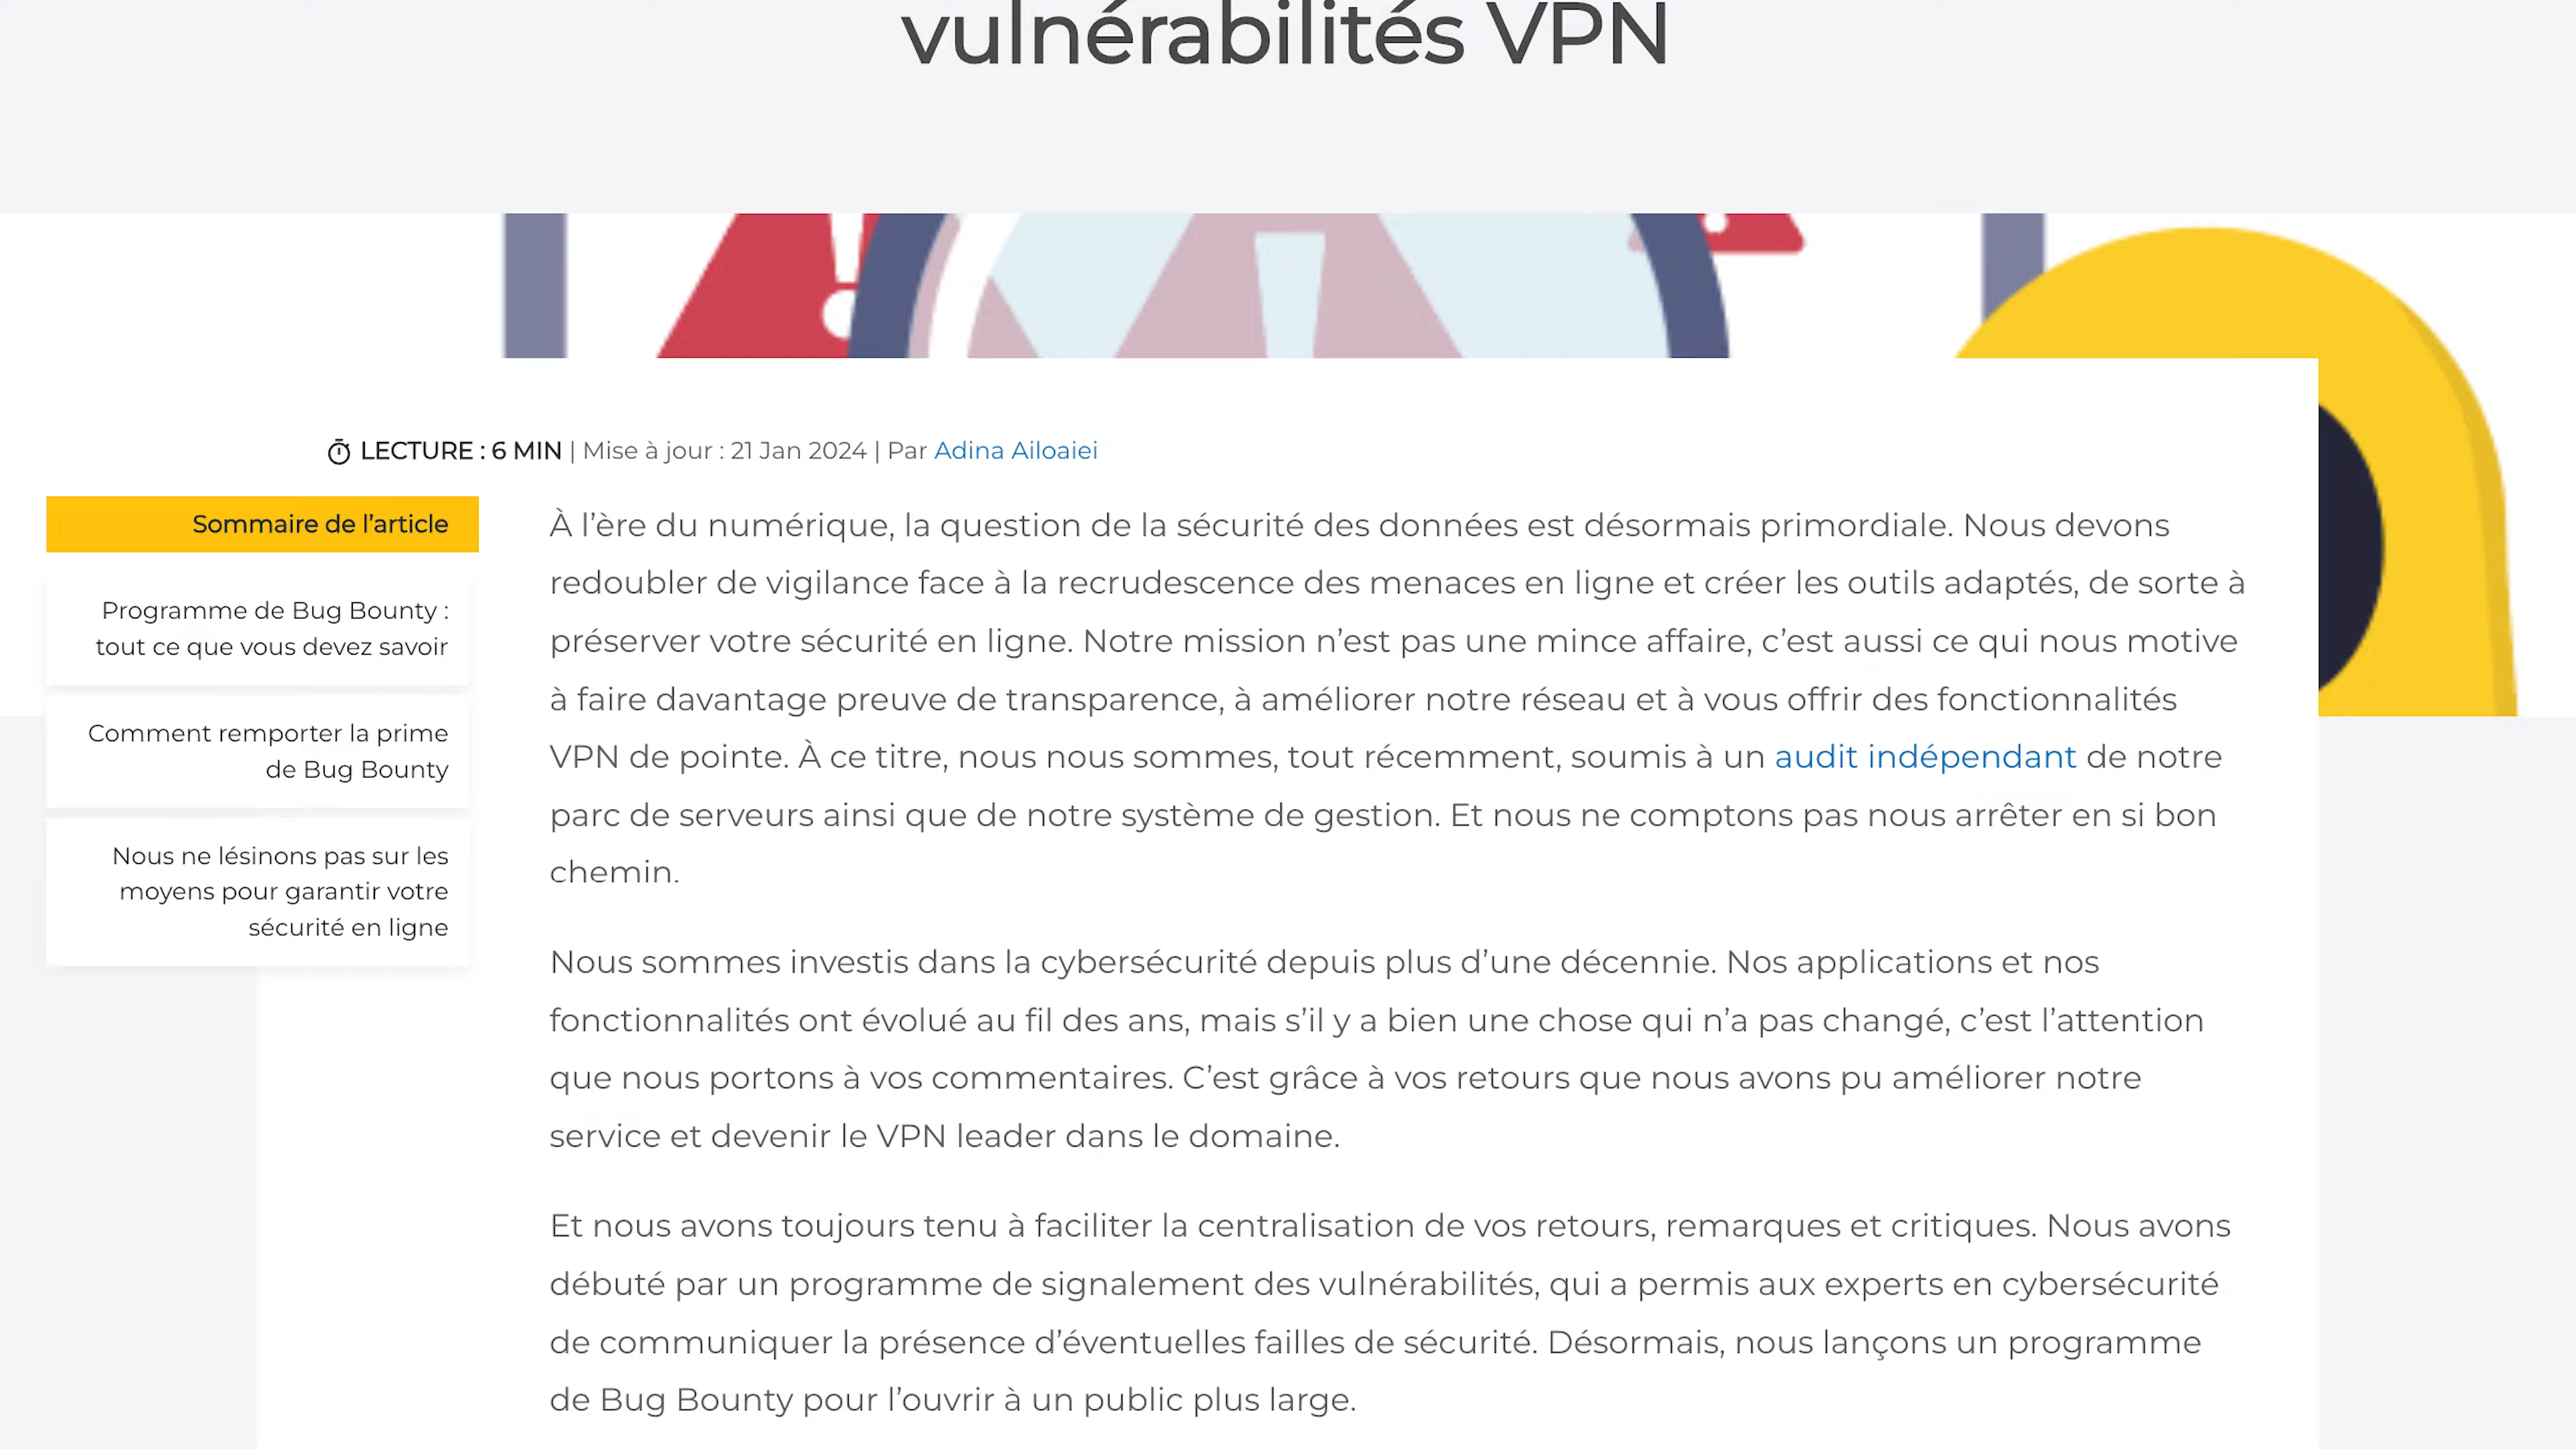 vulnérabilités VPN
LECTURE : 6 MIN | Mise à jour : 21 Jan 2024 | Par Adina Ailoaiei
Sommaire de l’article
Programme de Bug Bounty :
tout ce que vous devez savoir
Comment remporter la prime
de Bug Bounty
Nous ne lésinons pas sur les
moyens pour garantir votre
sécurité en ligne
À l’ère du numérique, la question de la sécurité des données est désormais primordiale. Nous devons
redoubler de vigilance face à la recrudescence des menaces en ligne et créer les outils adaptés, de sorte à
préserver votre sécurité en ligne. Notre mission n’est pas une mince affaire, c’est aussi ce qui nous motive
à faire davantage preuve de transparence, à améliorer notre réseau et à vous offrir des fonctionnalités
VPN de pointe. À ce titre, nous nous sommes, tout récemment, soumis à un audit indépendant de notre
parc de serveurs ainsi que de notre système de gestion. Et nous ne comptons pas nous arrêter en si bon
chemin.
Nous sommes investis dans la cybersécurité depuis plus d’une décennie. Nos applications et nos
fonctionnalités ont évolué au fil des ans, mais s’il y a bien une chose qui n’a pas changé, c’est l’attention
que nous portons à vos commentaires. C’est grâce à vos retours que nous avons pu améliorer notre
service et devenir le VPN leader dans le domaine.
Et nous avons toujours tenu à faciliter la centralisation de vos retours, remarques et critiques. Nous avons
débuté par un programme de signalement des vulnérabilités, qui a permis aux experts en cybersécurité
de communiquer la présence d’éventuelles failles de sécurité. Désormais, nous lançons un programme
de Bug Bounty pour l’ouvrir à un public plus large.